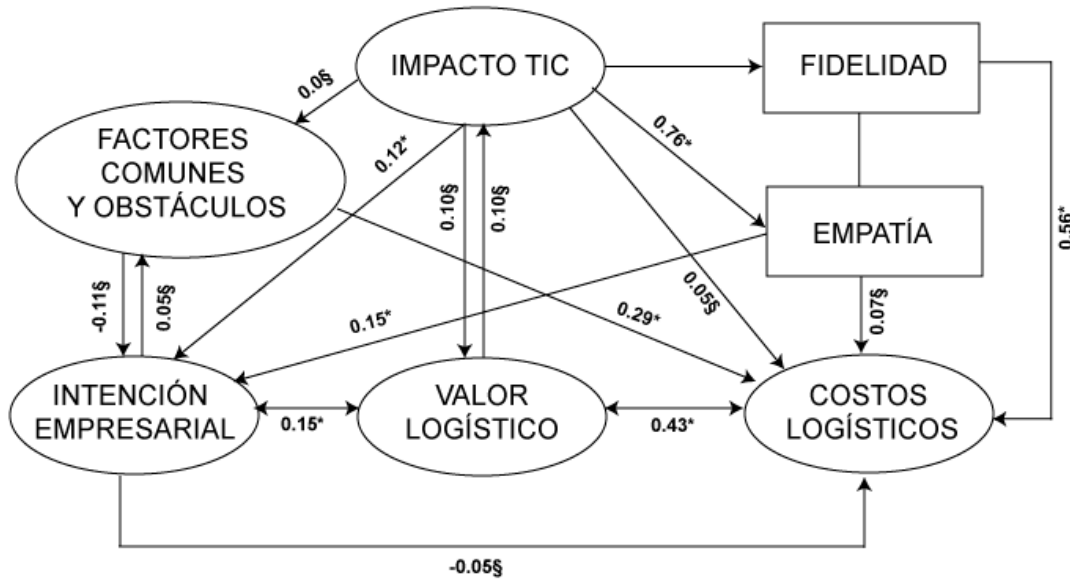 IMPACTO TIC
FIDELIDAD
0.0§
FACTORES
COMUNES
Y OBSTÁCULOS
0.12*
0.10§
0.10§
0.76*
EMPATÍA
0.56*
-0.11§
0.05§
0.15*
0.29*
0.05§
0.07§
INTENCIÓN
EMPRESARIAL
0.15*
VALOR
LOGÍSTICO
0.43*
COSTOS
LOGÍSTICOS
-0.05§